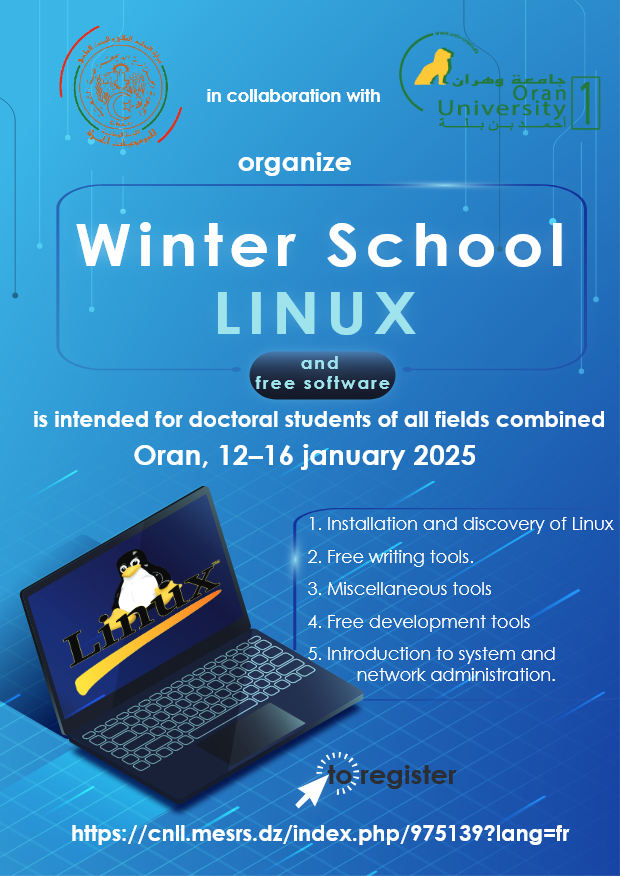 in collaboration with
جامعة وهران
Oran
University
1
أحمد بن بلة
organize
Winter School
LINUX
and
free software
is intended for doctoral students of all fields combined
Oran, 12–16 january 2025
Linux
1. Installation and discovery of Linux
2. Free writing tools.
3. Miscellaneous tools
4. Free development tools
5. Introduction to system and
network administration.
to register
https://cnll.mesrs.dz/index.php/975139?lang=fr